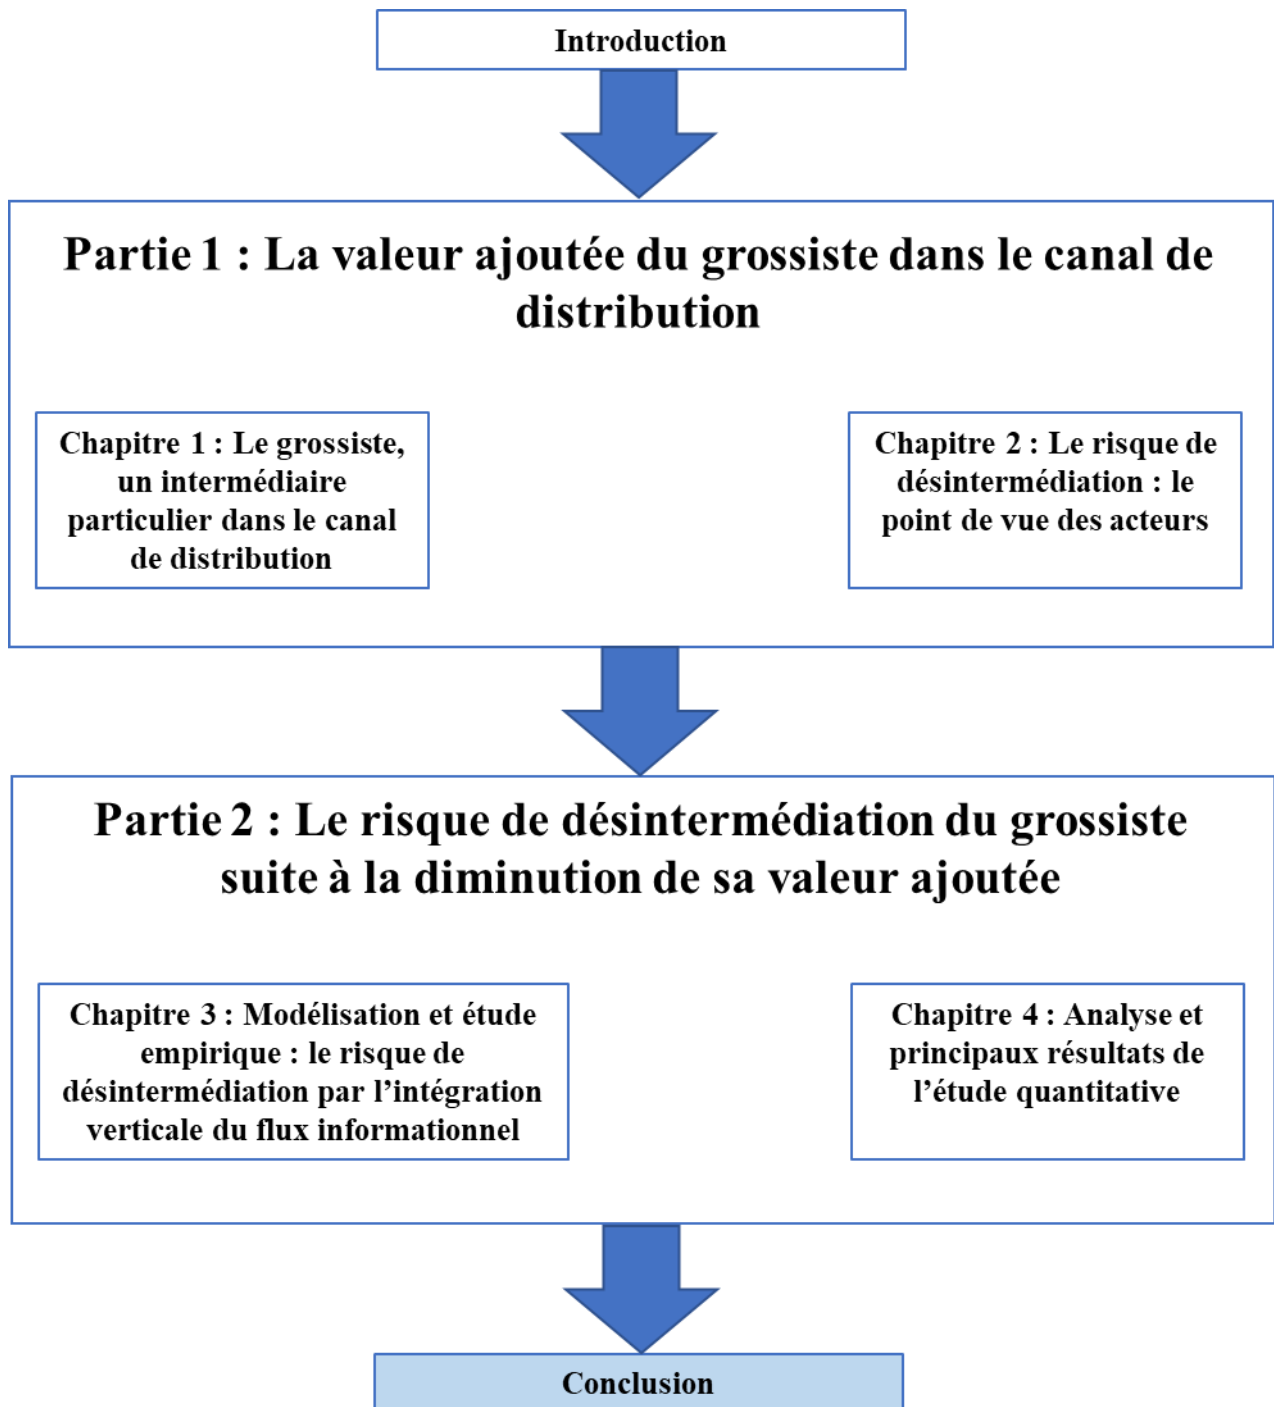 Introduction
Partie 1 : La valeur ajoutée du grossiste dans le canal de
distribution
Chapitre 1 : Le grossiste,
un intermédiaire
particulier dans le canal
de distribution
Chapitre 2 : Le risque de
désintermédiation : le
point de vue des acteurs
Partie 2 : Le risque de désintermédiation du grossiste
suite à la diminution de sa valeur ajoutée
Chapitre 3 : Modélisation et étude
empirique : le risque de
désintermédiation par l’intégration
verticale du flux informationnel
Chapitre 4 : Analyse et
principaux résultats de
l’étude quantitative
Conclusion